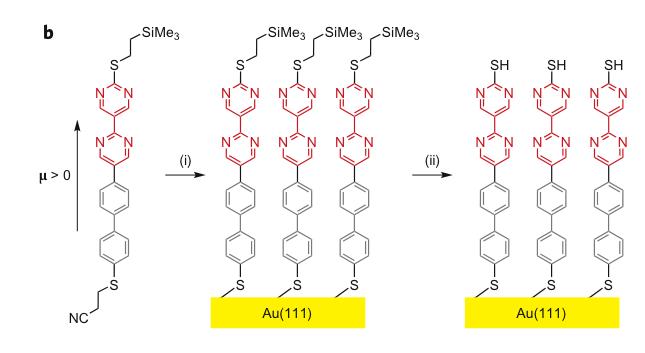 b
SiMe3 SiMe3 SiMe3 SiMe3
S S S S SH SH SH
N N N N N N N N N N N N N N
N N N N N N N N N N N N N N
μ > 0 (i) (ii)
S S S S S S S
NC Au(111) Au(111)